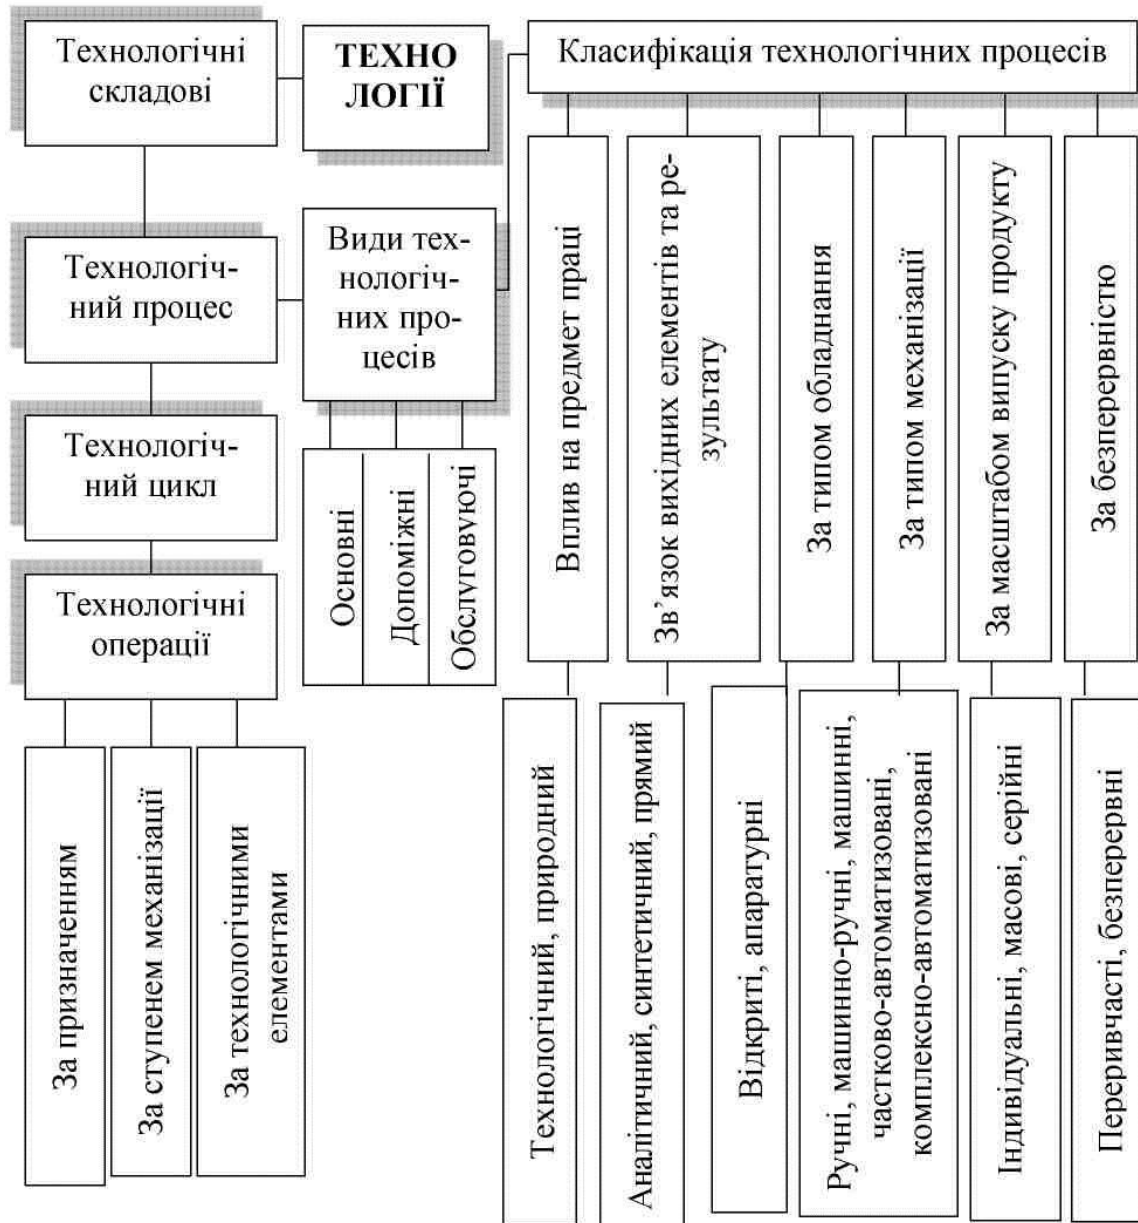 Технологічні
складові
ТЕХНО
ЛОГІЇ
Класифікація технологічних процесів
Технологіч-
ний процес
Види тех-
нологіч-
них про-
цесів
Технологіч-
ний цикл
Технологічні
операції
Основні
Допоміжні
Обслуговуючі
За призначенням
За ступенем механізації
За технологічними
елементами
Вплив на предмет праці
Зв’язок вихідних елементів та ре-
зультату
За типом обладнання
За типом механізації
За масштабом випуску продукту
За безперервністю
Технологічний, природний
Аналітичний, синтетичний, прямий
Відкриті, апаратурні
Ручні, машинно-ручні, машинні,
частково-автоматизовані,
комплексно-автоматизовані
Індивідуальні, масові, серійні
Переривчасті, безперервні